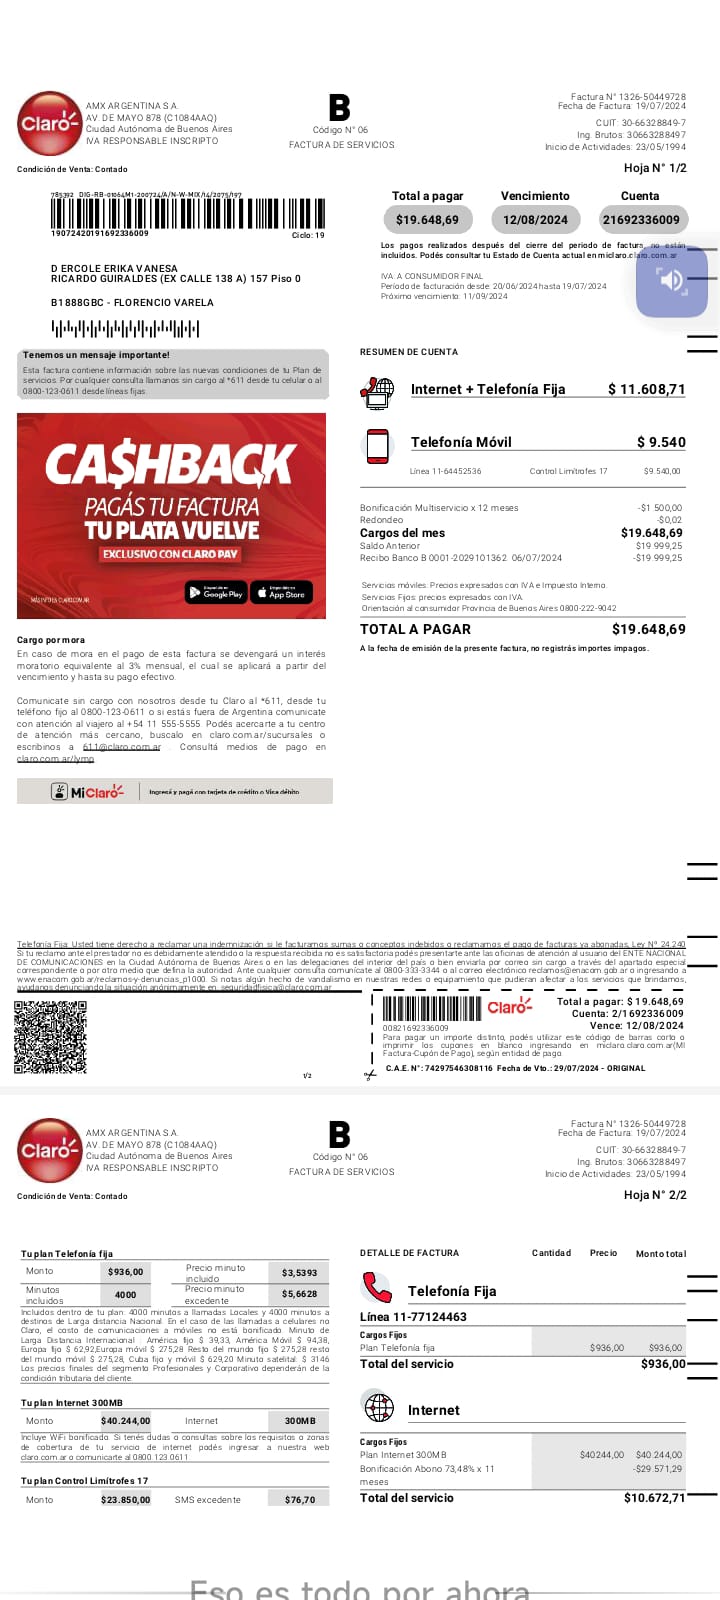 Claro
AMX ARGENTINA S.A.
AV. DE MAYO 878 (C1084AAQ)
Ciudad Autónoma de Buenos Aires
IVA RESPONSABLE INSCRIPTO
B
Código N° 06
FACTURA DE SERVICIOS
Factura N° 1326-50449728
Fecha de Factura: 19/07/2024
CUIT: 30-66328849-7
Ing. Brutos: 30663288497
Inicio de Actividades: 23/05/1994
Condición de Venta: Contado
Hoja N° 1/2
785392 DIG-RB-01064M1-200724/A/N-W-MIX/14/2075/197
19072420191692336009
Ciclo: 19
Total a pagar
Vencimiento
Cuenta
$19.648,69
12/08/2024
21692336009
Los pagos realizados después del cierre del periodo de factura, no están
incluidos. Podés consultar tu Estado de Cuenta actual en miclaro.claro.com.ar
IVA: A CONSUMIDOR FINAL
Período de facturación desde: 20/06/2024 hasta 19/07/2024
Próximo vencimiento: 11/09/2024
D ERCOLE ERIKA VANESA
RICARDO GUIRALDES (EX CALLE 138 A) 157 Piso 0
B1888GBC - FLORENCIO VARELA
Tenemos un mensaje importante!
Esta factura contiene información sobre las nuevas condiciones de tu Plan de
servicios. Por cualquier consulta llamanos sin cargo al *611 desde tu celular o al
0800-123-0611 desde líneas fijas.
CA$HBACK
PAGÁS TU FACTURA
TU PLATA VUELVE
EXCLUSIVO CON CLARO PAY
MÁS INFO ES.CLARO.COM.AR
Disponible en
Google Play
Disponible en
App Store
RESUMEN DE CUENTA
Internet + Telefonía Fija $ 11.608,71
Telefonía Móvil $ 9.540
Línea 11-64452536 Control Limítrofes 17 $9.540,00
Bonificación Multiservicio x 12 meses -$1.500,00
Redondeo -$0,02
Cargos del mes $19.648,69
Saldo Anterior $19.999,25
Recibo Banco B 0001-2029101362 06/07/2024 -$19.999,25
Servicios móviles: Precios expresados con IVA e Impuesto Interno.
Servicios Fijos: precios expresados con IVA.
Orientación al consumidor Provincia de Buenos Aires 0800-222-9042
TOTAL A PAGAR $19.648,69
A la fecha de emisión de la presente factura, no registrás importes impagos.
Cargo por mora
En caso de mora en el pago de esta factura se devengará un interés
moratorio equivalente al 3% mensual, el cual se aplicará a partir del
vencimiento y hasta su pago efectivo.
Comunicate sin cargo con nosotros desde tu Claro al *611, desde tu
teléfono fijo al 0800-123-0611 o si estás fuera de Argentina comunicate
con atención al viajero al +54 11 555-5555. Podés acercarte a tu centro
de atención más cercano, buscalo en claro.com.ar/sucursales o
escribinos a 611@claro.com.ar . Consultá medios de pago en
claro.com.ar/lymp
MiClaro
Ingresá y pagá con tarjeta de crédito o Visa débito
Telefonía Fija: Usted tiene derecho a reclamar una indemnización si le facturamos sumas o conceptos indebidos o reclamamos el pago de facturas ya abonadas, Ley N° 24.240
Si tu reclamo ante el prestador no es debidamente atendido o la respuesta recibida no es satisfactoria podés presentarte ante las oficinas de atención al usuario del ENTE NACIONAL
DE COMUNICACIONES en la Ciudad Autónoma de Buenos Aires o en las delegaciones del interior del país o bien enviarla por correo sin cargo a través del apartado especial
correspondiente o por otro medio que defina la autoridad. Ante cualquier consulta comunícate al 0800-333-3344 o al correo electrónico reclamos@enacom.gob.ar o ingresando a
www.enacom.gob.ar/reclamos-y-denuncias_p1020. Si notas algún hecho de vandalismo en nuestras redes o equipamiento que pudieran afectar a los servicios que brindamos,
ayudanos denunciando la situación anónimamente en seguridadfisica@claro.com.ar
1/2
00821692336009
Claro
Total a pagar: $ 19.648,69
Cuenta: 2/1692336009
Vence: 12/08/2024
Para pagar un importe distinto, podés utilizar este código de barras corto o
imprimir los cupones en blanco ingresando en miclaro.claro.com.ar(MI
Factura-Cupón de Pago), según entidad de pago
C.A.E. N°: 74297546308116 Fecha de Vto.: 29/07/2024 - ORIGINAL
Claro
AMX ARGENTINA S.A.
AV. DE MAYO 878 (C1084AAQ)
Ciudad Autónoma de Buenos Aires
IVA RESPONSABLE INSCRIPTO
B
Código N° 06
FACTURA DE SERVICIOS
Factura N° 1326-50449728
Fecha de Factura: 19/07/2024
CUIT: 30-66328849-7
Ing. Brutos: 30663288497
Inicio de Actividades: 23/05/1994
Condición de Venta: Contado
Hoja N° 2/2
Tu plan Telefonía fija
Monto $936,00 Precio minuto incluido $3,5393
Minutos incluidos 4000 Precio minuto excedente $5,6628
Incluidos dentro de tu plan: 4000 minutos a llamadas Locales y 4000 minutos a
destinos de Larga distancia Nacional. En el caso de las llamadas a celulares no
Claro, el costo de comunicaciones a móviles no está bonificado. Minuto de
Larga Distancia Internacional : América fijo $ 39,33, América Móvil $ 94,38,
Europa fijo $ 62,92,Europa móvil $ 275,28 Resto del mundo fijo $ 275,28 resto
del mundo móvil $ 275,28, Cuba fijo y móvil $ 629,20 Minuto satelital: $ 3146
Los precios finales del segmento Profesionales y Corporativo dependerán de la
condición tributaria del cliente.
Tu plan Internet 300MB
Monto $40.244,00 Internet 300MB
Incluye WiFi bonificado. Si tenés dudas o consultas sobre los requisitos o zonas
de cobertura de tu servicio de internet podés ingresar a nuestra web
claro.com.ar o comunicarte al 0800 123 0611
Tu plan Control Limítrofes 17
Monto $23.850,00 SMS excedente $76,70
DETALLE DE FACTURA Cantidad Precio Monto total
Telefonía Fija
Línea 11-77124463
Cargos Fijos
Plan Telefonía fija $936,00 $936,00
Total del servicio $936,00
Internet
Cargos Fijos
Plan Internet 300MB $40244,00 $40.244,00
Bonificación Abono 73,48% x 11 -$29.571,29
meses
Total del servicio $10.672,71
Eso es todo por ahora